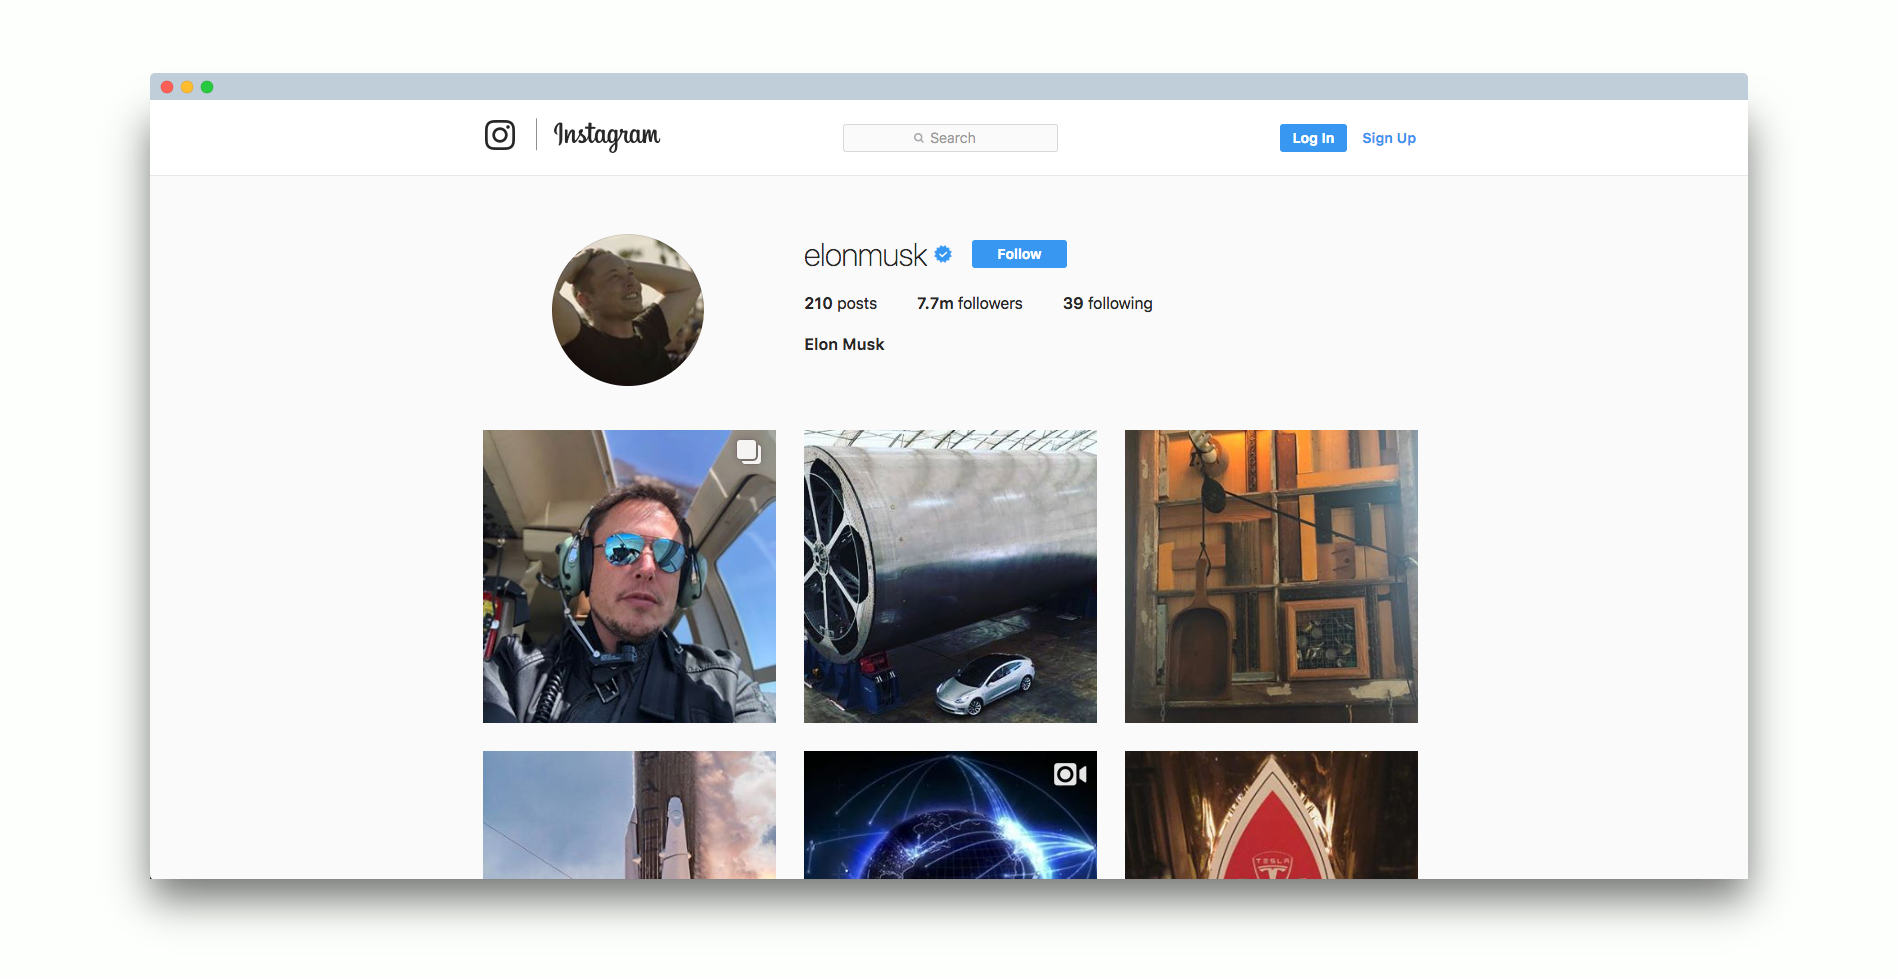 Instagram
Search
Log In
Sign Up
elonmusk
Follow
210 posts
7.7m followers
39 following
Elon Musk
TESLA